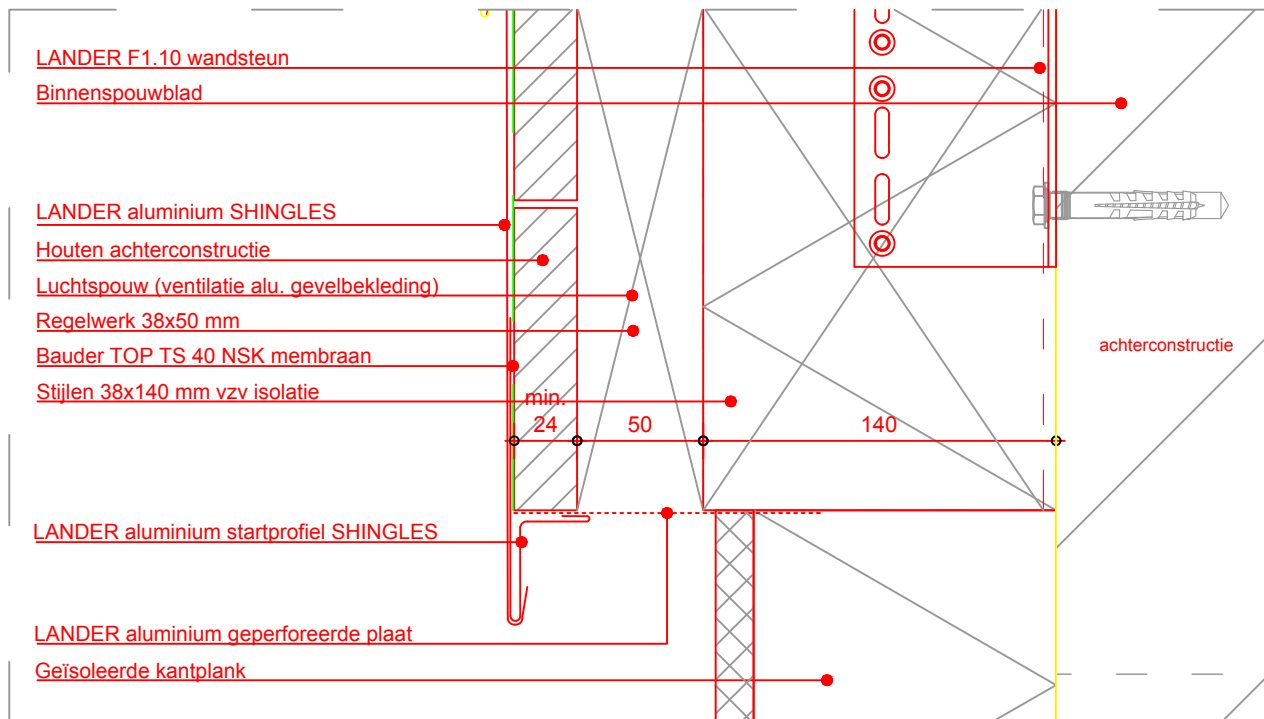 LANDER F1.10 wandsteun
Binnenspouwblad
LANDER aluminium SHINGLES
Houten achterconstructie
Luchtspouw (ventilatie alu. gevelbekleding)
Regelwerk 38x50 mm
achterconstructie
Bauder TOP TS 40 NSK membraan
Stijlen 38x140 mm vzv isolatie
min.
24 50 140
LANDER aluminium startprofiel SHINGLES
LANDER aluminium geperforeerde plaat
Geïsoleerde kantplank